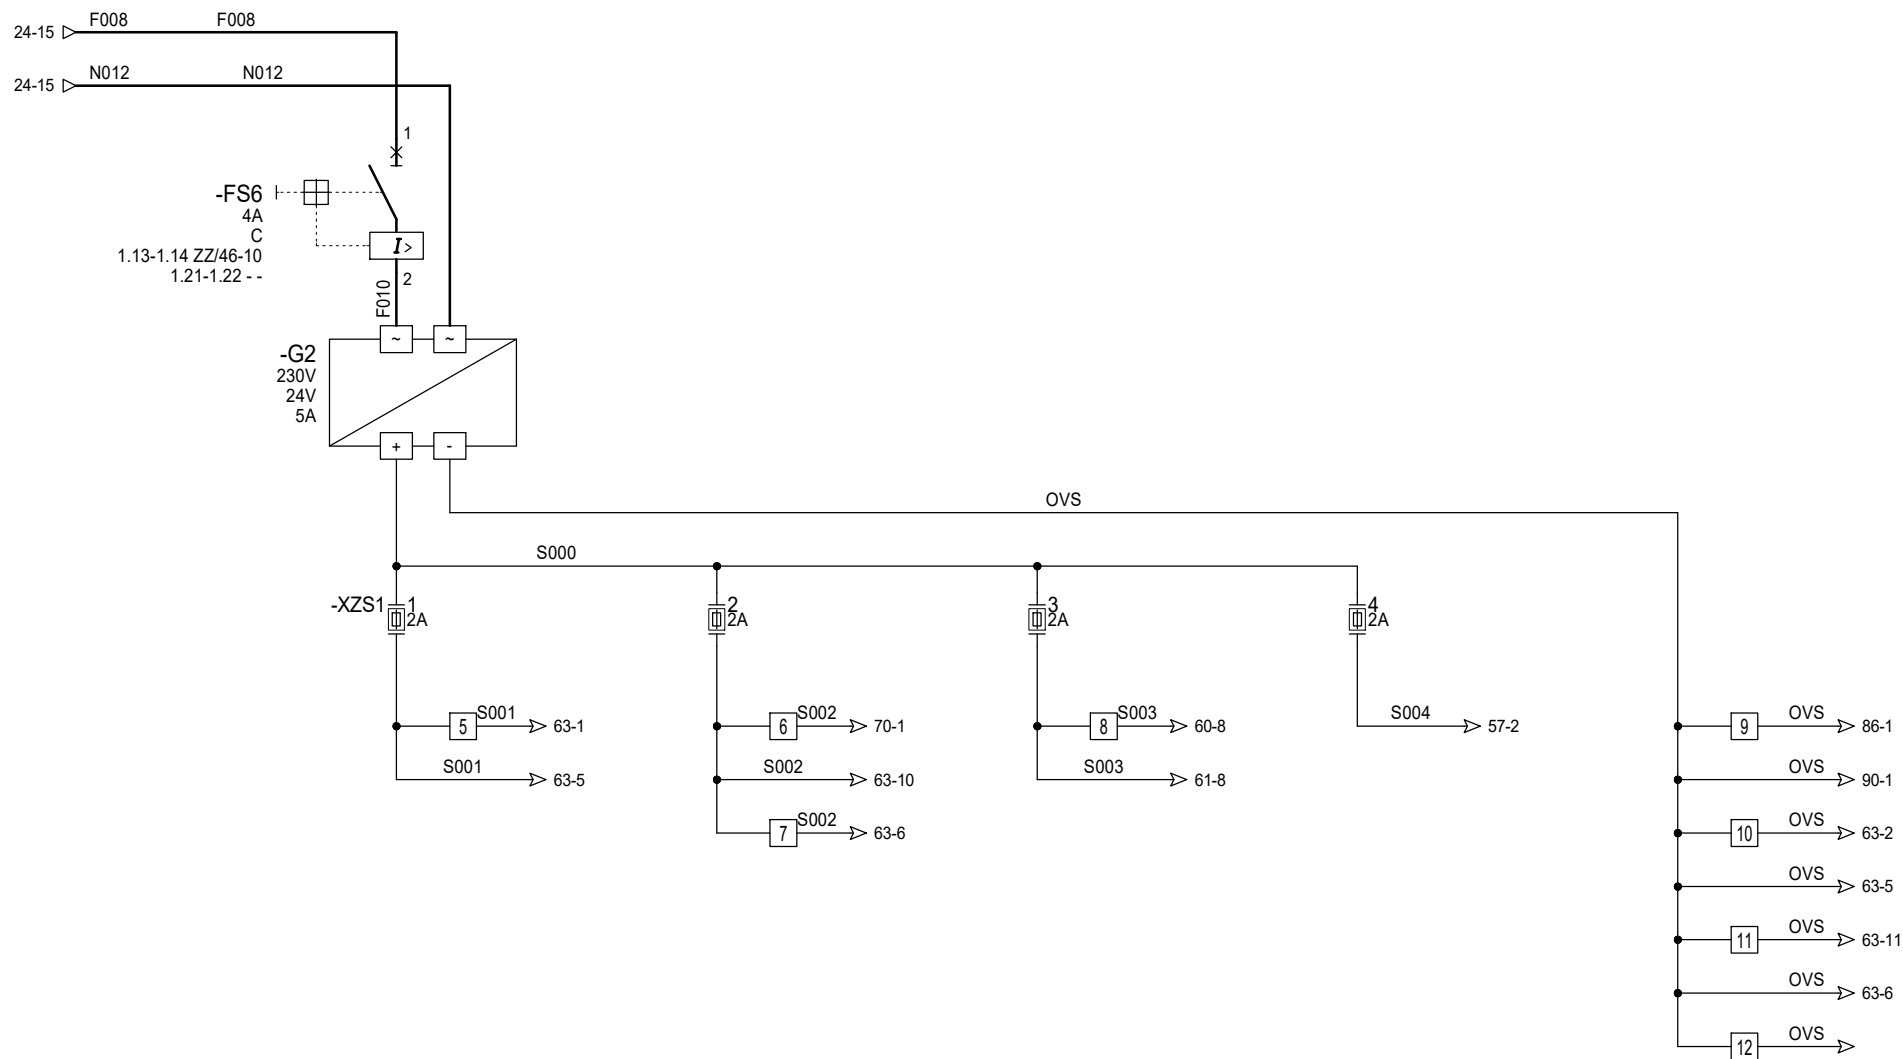 24-15 F008 F008
24-15 N012 N012
1
-FS6
4A
C
1.13-1.14 ZZ/46-10
1.21-1.22 - -
I >
2
F010
~ ~
-G2
230V
24V
5A
+ -
OVS
S000
-XZS1 1 2A
2 2A
3 2A
4 2A
5 S001 63-1
S001 63-5
6 S002 70-1
S002 63-10
7 S002 63-6
8 S003 60-8
S003 61-8
S004 57-2
9 OVS 86-1
OVS 90-1
10 OVS 63-2
OVS 63-5
11 OVS 63-11
OVS 63-6
12 OVS